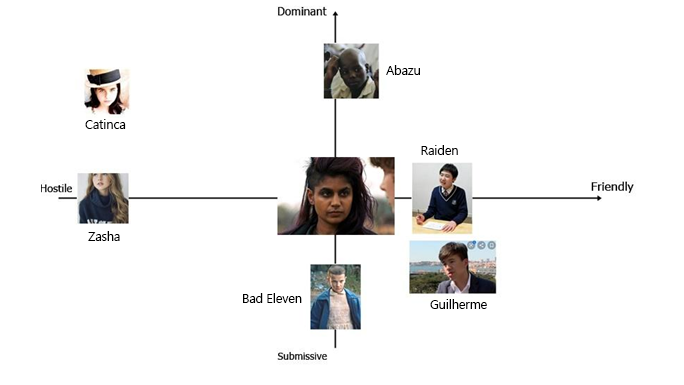 Dominant
Abazu
Catinca
Raiden
Hostile
Friendly
Zasha
Bad Eleven
Guilherme
Submissive